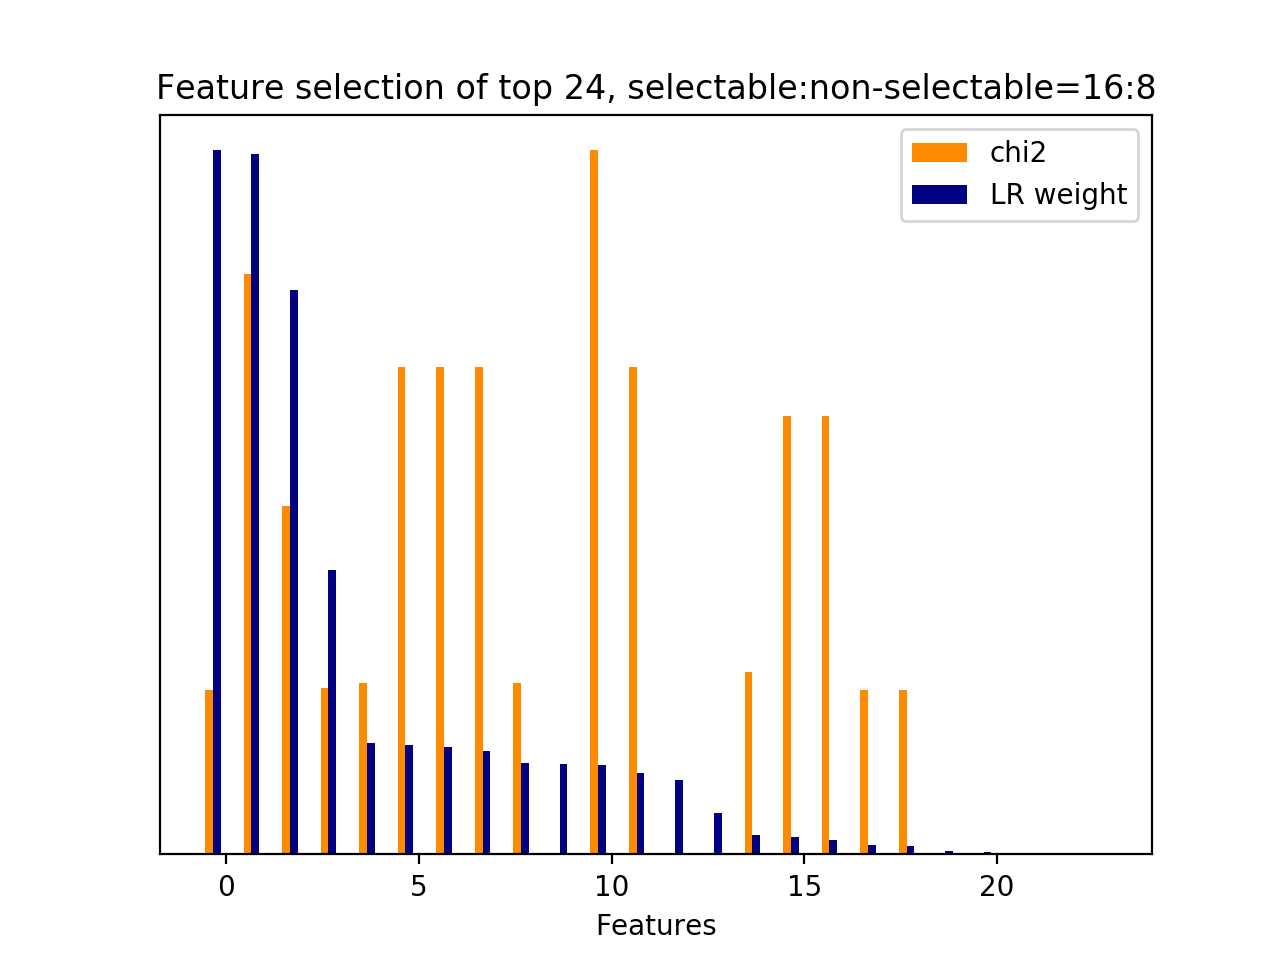 Feature selection of top 24, selectable:non-selectable=16:8
chi2
LR weight
0 5 10 15 20
Features